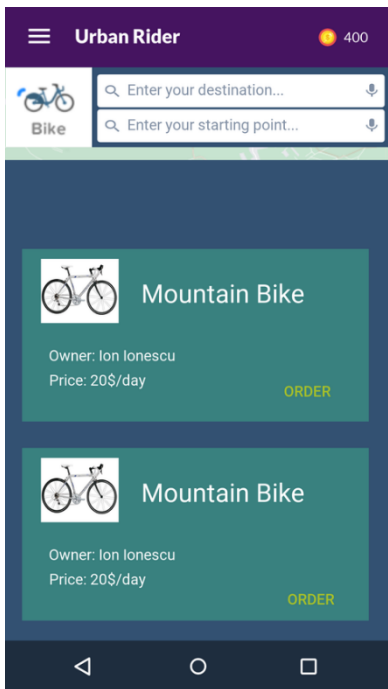 Urban Rider
400
Enter your destination...
Enter your starting point...
Bike
Mountain Bike
Owner: Ion Ionescu
Price: 20$/day
ORDER
Mountain Bike
Owner: Ion Ionescu
Price: 20$/day
ORDER